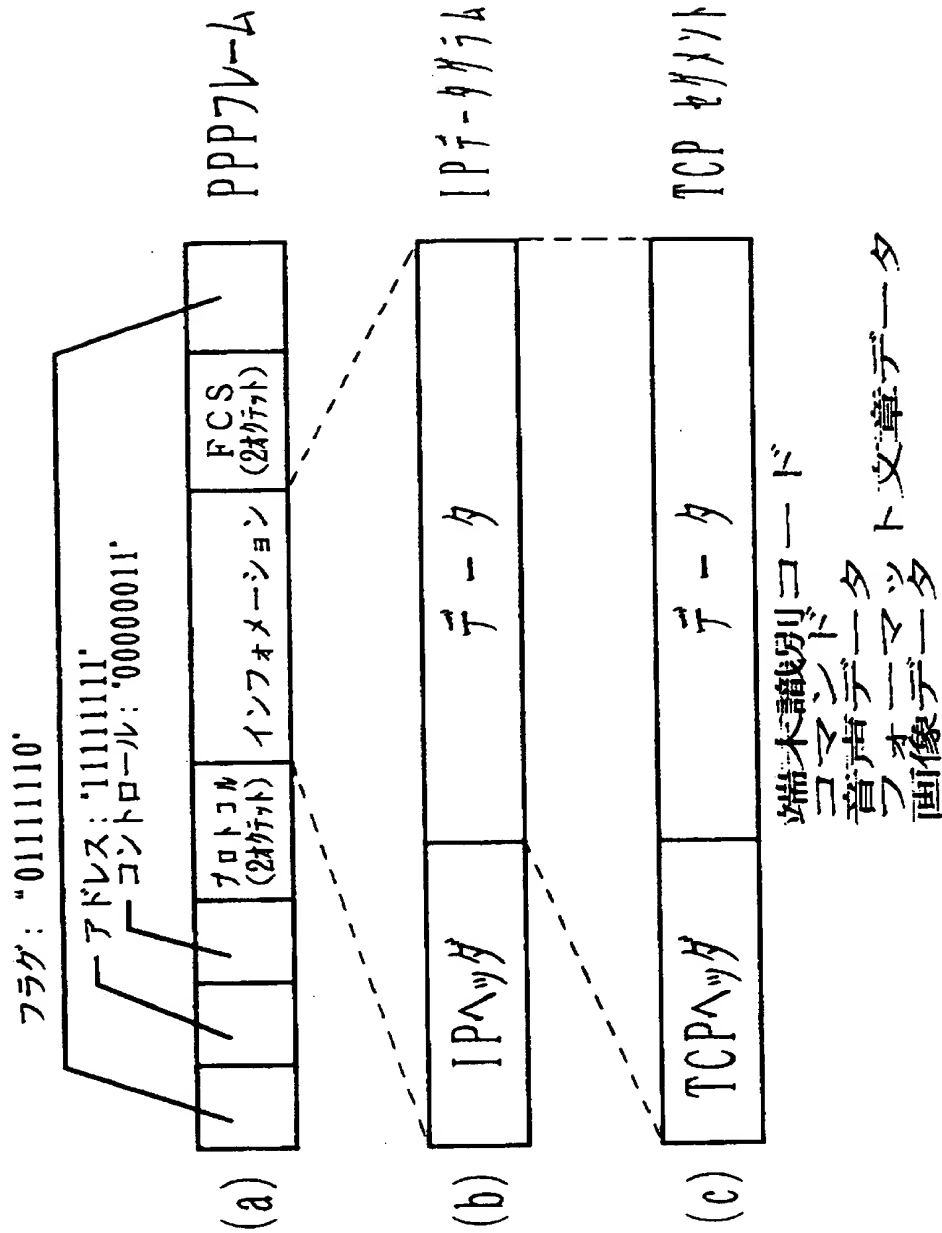 フラグ: "01111110"
アドレス: '11111111'
コントロール: '00000011'
(a)
プロトコル
(2オクテット)
インフォメーション
FCS
(2オクテット)
PPPフレーム
(b)
IPヘッダ
データ
IPデータグラム
(c)
TCPヘッダ
データ
TCP セグメント
端末識別コード
コマンド
音声データ
フォーマット文章データ
画像データ